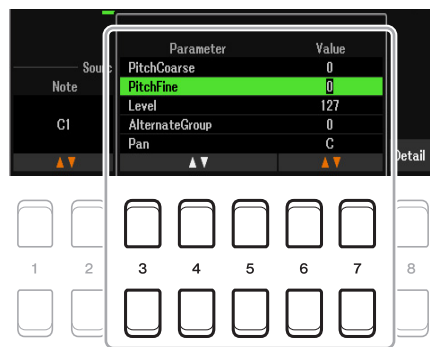 Parameter Value
Sourc PitchCoarse 0
Note PitchFine 0
Level 127
C1 AlternateGroup 0
Pan C
Detail
1 2 3 4 5 6 7 8